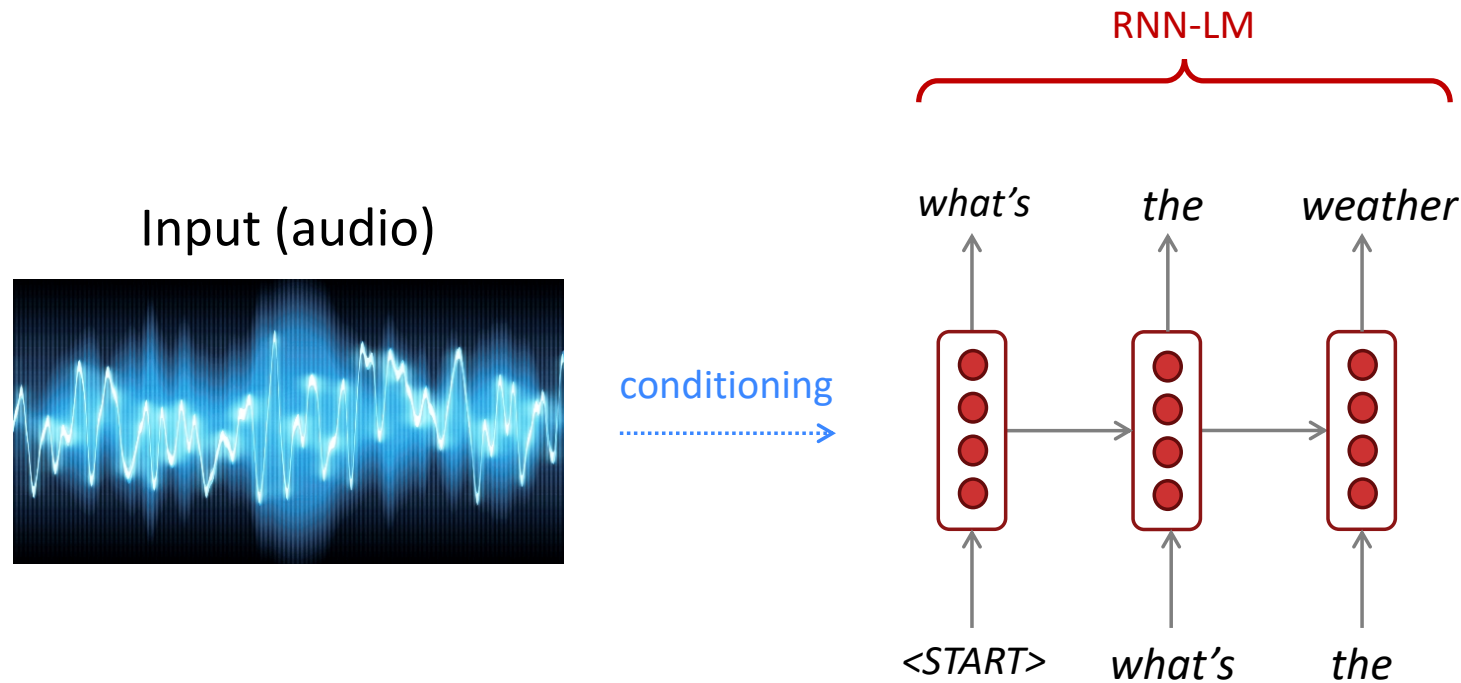 RNN-LM
Input (audio)
conditioning
what’s the weather
<START> what’s the